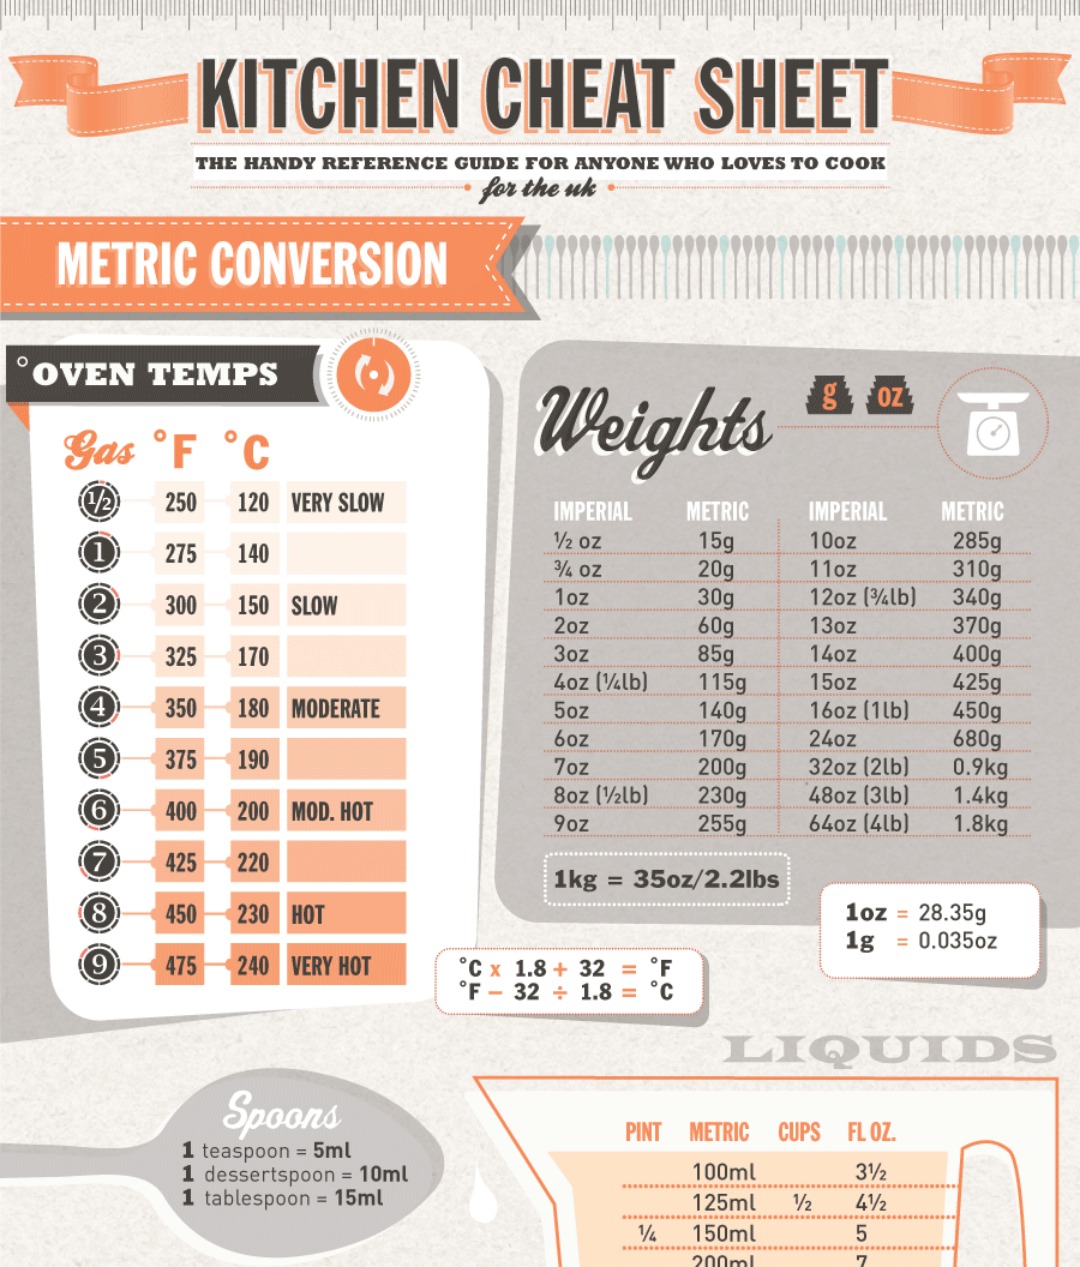 KITCHEN CHEAT SHEET
THE HANDY REFERENCE GUIDE FOR ANYONE WHO LOVES TO COOK
for the uk
METRIC CONVERSION
°OVEN TEMPS
Gas °F °C
½ 250 120 VERY SLOW
1 275 140
2 300 150 SLOW
3 325 170
4 350 180 MODERATE
5 375 190
6 400 200 MOD. HOT
7 425 220
8 450 230 HOT
9 475 240 VERY HOT
°C x 1.8 + 32 = °F
°F − 32 ÷ 1.8 = °C
Weights g oz
IMPERIAL METRIC IMPERIAL METRIC
½ oz 15g 10oz 285g
¾ oz 20g 11oz 310g
1oz 30g 12oz (¾lb) 340g
2oz 60g 13oz 370g
3oz 85g 14oz 400g
4oz (¼lb) 115g 15oz 425g
5oz 140g 16oz (1lb) 450g
6oz 170g 24oz 680g
7oz 200g 32oz (2lb) 0.9kg
8oz (½lb) 230g 48oz (3lb) 1.4kg
9oz 255g 64oz (4lb) 1.8kg
1kg = 35oz/2.2lbs
1oz = 28.35g
1g = 0.035oz
Spoons
1 teaspoon = 5ml
1 dessertspoon = 10ml
1 tablespoon = 15ml
LIQUIDS
PINT METRIC CUPS FL OZ.
100ml 3½
125ml ½ 4½
¼ 150ml 5
200ml 7